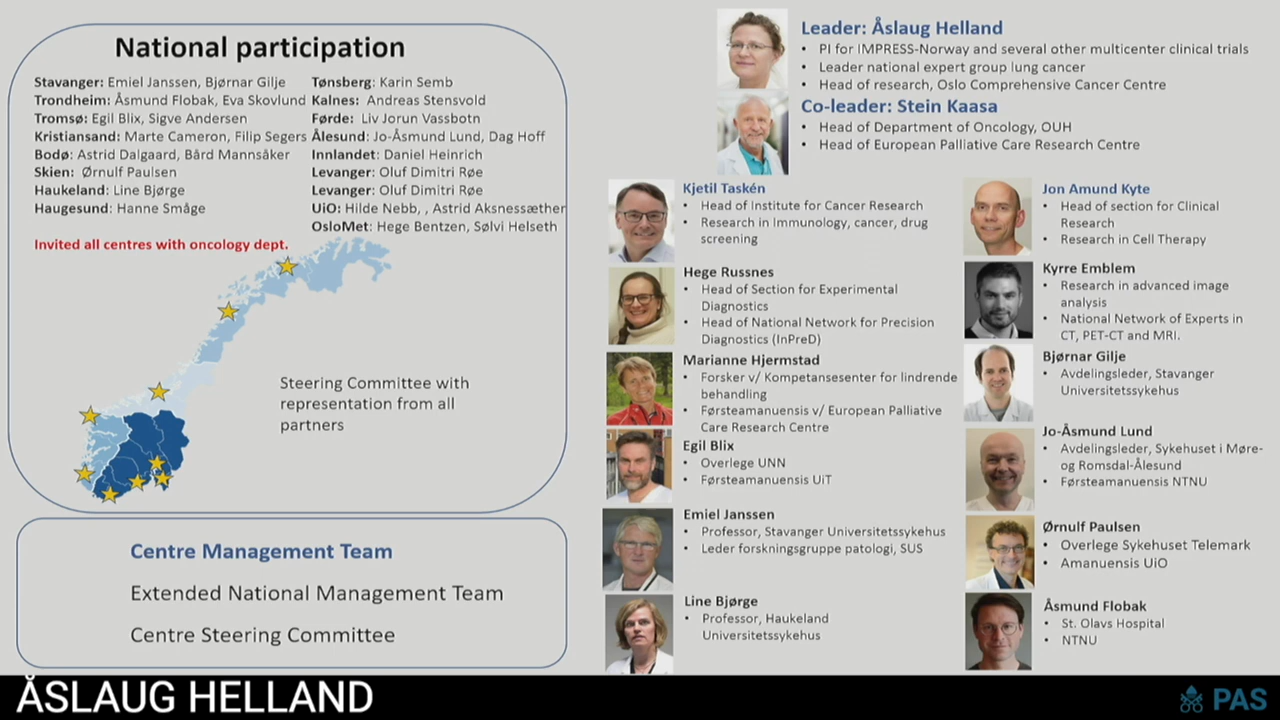 National participation
Stavanger: Emiel Janssen, Bjørnar Gilje
Trondheim: Åsmund Flobak, Eva Skovlund
Tromsø: Egil Blix, Sigve Andersen
Kristiansand: Marte Cameron, Filip Segers
Bodø: Astrid Dalgaard, Bård Mannsåker
Skien: Ørnulf Paulsen
Haukeland: Line Bjørge
Haugesund: Hanne Småge
Tønsberg: Karin Semb
Kalnes: Andreas Stensvold
Førde: Liv Jorun Vassbotn
Ålesund: Jo-Åsmund Lund, Dag Hoff
Innlandet: Daniel Heinrich
Levanger: Oluf Dimitri Røe
Levanger: Oluf Dimitri Røe
UiO: Hilde Nebb, , Astrid Aksnessæther
OsloMet: Hege Bentzen, Sølvi Helseth
Invited all centres with oncology dept.
Steering Committee with
representation from all
partners
Centre Management Team
Extended National Management Team
Centre Steering Committee
Leader: Åslaug Helland
• PI for IMPRESS-Norway and several other multicenter clinical trials
• Leader national expert group lung cancer
• Head of research, Oslo Comprehensive Cancer Centre
Co-leader: Stein Kaasa
• Head of Department of Oncology, OUH
• Head of European Palliative Care Research Centre
Kjetil Taskén
• Head of Institute for Cancer Research
• Research in Immunology, cancer, drug
screening
Hege Russnes
• Head of Section for Experimental
Diagnostics
• Head of National Network for Precision
Diagnostics (InPreD)
Marianne Hjermstad
• Forsker v/ Kompetansesenter for lindrende
behandling
• Førsteamanuensis v/ European Palliative
Care Research Centre
Egil Blix
• Overlege UNN
• Førsteamanuensis UiT
Emiel Janssen
• Professor, Stavanger Universitetssykehus
• Leder forskningsgruppe patologi, SUS
Line Bjørge
• Professor, Haukeland
Universitetssykehus
Jon Amund Kyte
• Head of section for Clinical
Research
• Research in Cell Therapy
Kyrre Emblem
• Research in advanced image
analysis
• National Network of Experts in
CT, PET-CT and MRI.
Bjørnar Gilje
• Avdelingsleder, Stavanger
Universitetssykehus
Jo-Åsmund Lund
• Avdelingsleder, Sykehuset i Møre-
og Romsdal-Ålesund
• Førsteamanuensis NTNU
Ørnulf Paulsen
• Overlege Sykehuset Telemark
• Amanuensis UiO
Åsmund Flobak
• St. Olavs Hospital
• NTNU
ÅSLAUG HELLAND
PAS